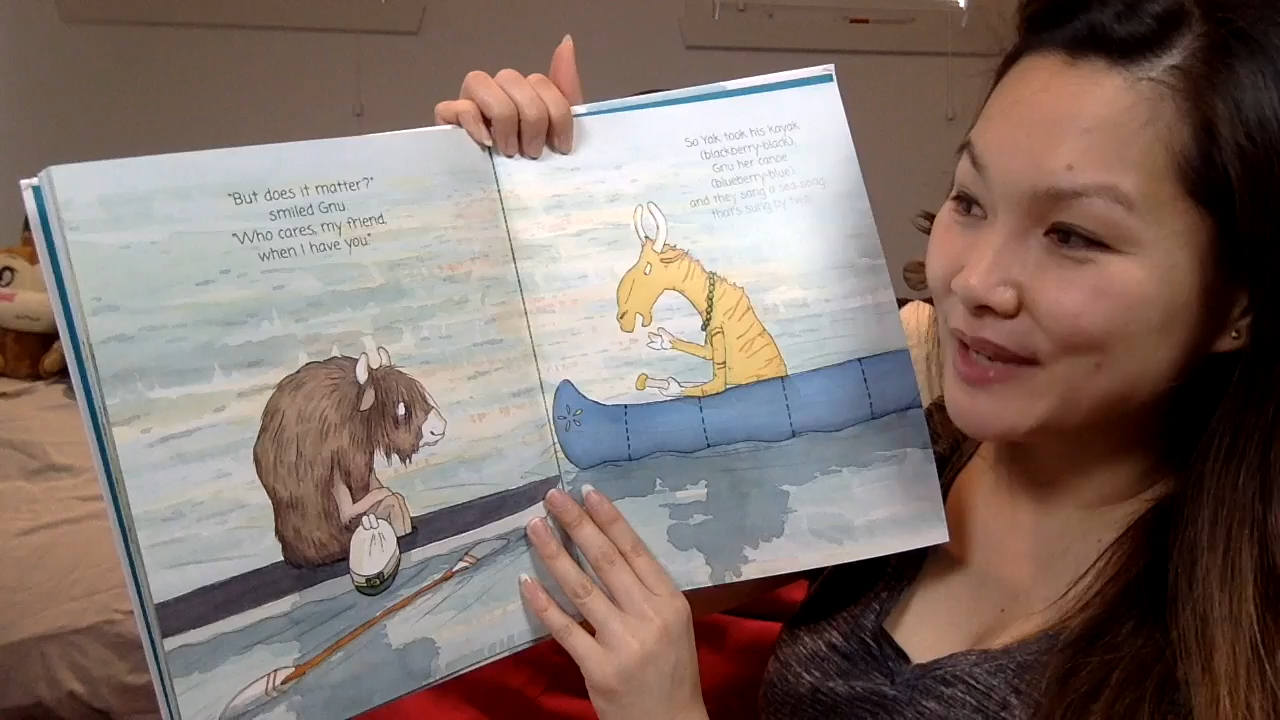 "But does it matter?"
smiled Gnu.
"Who cares, my friend,
when I have you."
So Yak took his kayak
(blackberry-black),
Gnu her canoe
(blueberry-blue)
and they sang a sea-song
that's sung by two.